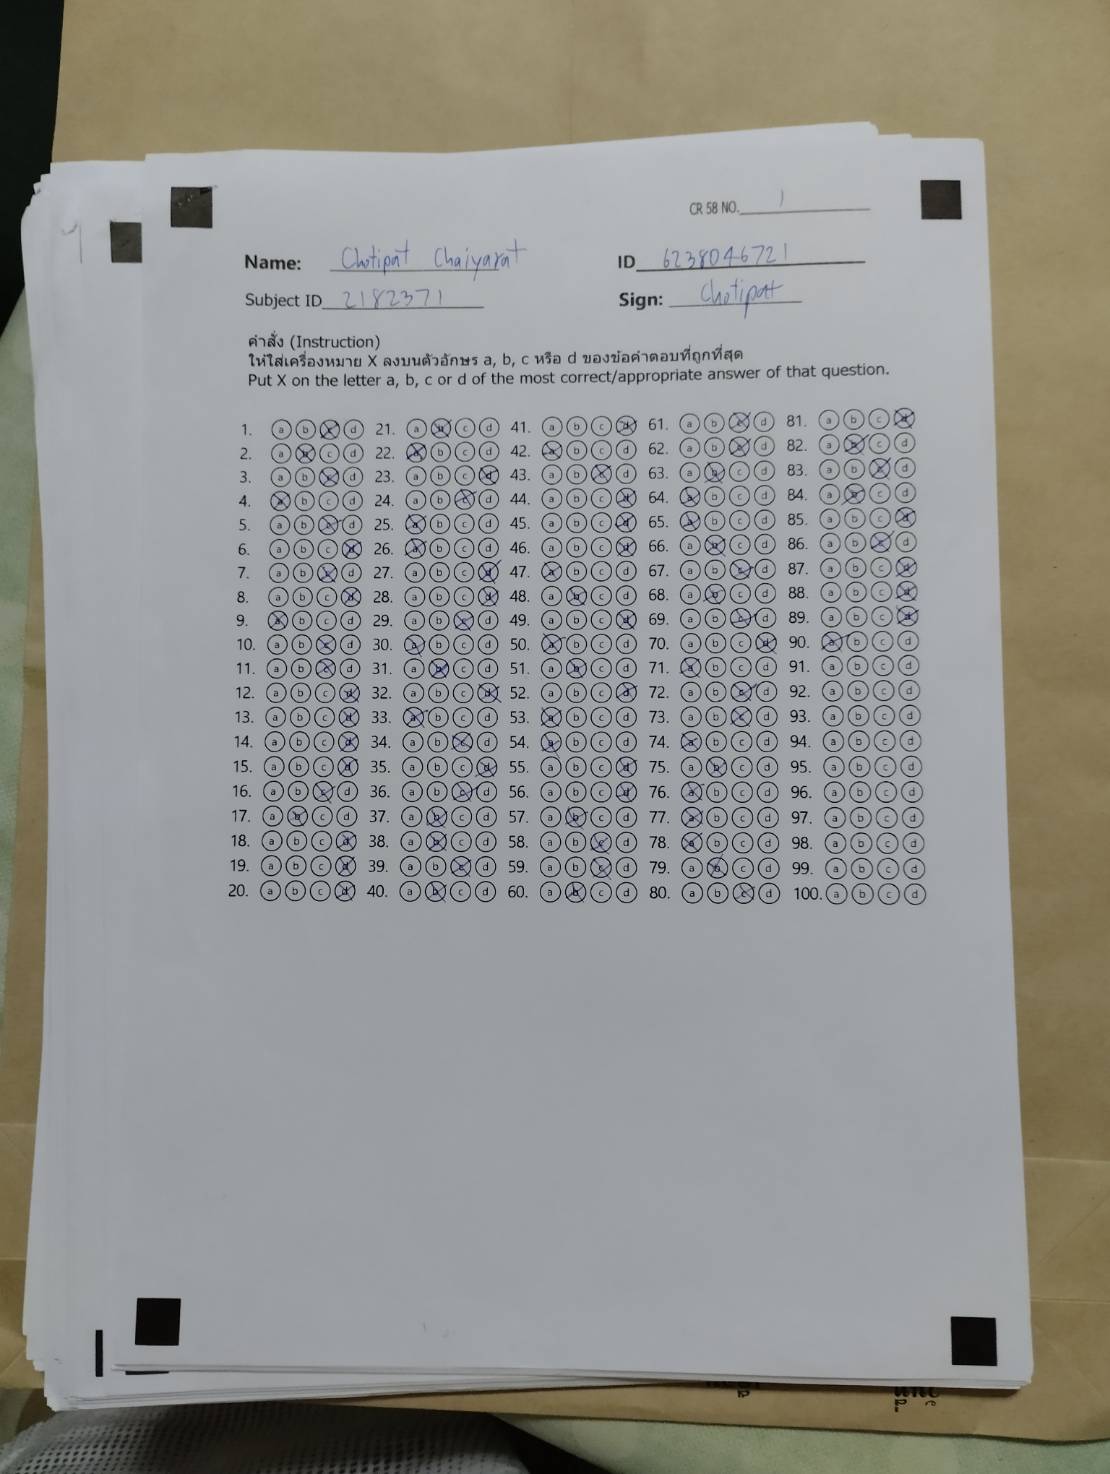 CR 58 NO. 1
Name: Chotipat Chaiyarat ID 6238046721
Subject ID 2182371 Sign: Chotipat
คำสั่ง (Instruction)
ให้ใส่เครื่องหมาย X ลงบนตัวอักษร a, b, c หรือ d ของข้อคำตอบที่ถูกที่สุด
Put X on the letter a, b, c or d of the most correct/appropriate answer of that question.
1. a b c d 21. a b c d 41. a b c d 61. a b c d 81. a b c d
2. a b c d 22. a b c d 42. a b c d 62. a b c d 82. a b c d
3. a b c d 23. a b c d 43. a b c d 63. a b c d 83. a b c d
4. a b c d 24. a b c d 44. a b c d 64. a b c d 84. a b c d
5. a b c d 25. a b c d 45. a b c d 65. a b c d 85. a b c d
6. a b c d 26. a b c d 46. a b c d 66. a b c d 86. a b c d
7. a b c d 27. a b c d 47. a b c d 67. a b c d 87. a b c d
8. a b c d 28. a b c d 48. a b c d 68. a b c d 88. a b c d
9. a b c d 29. a b c d 49. a b c d 69. a b c d 89. a b c d
10. a b c d 30. a b c d 50. a b c d 70. a b c d 90. a b c d
11. a b c d 31. a b c d 51. a b c d 71. a b c d 91. a b c d
12. a b c d 32. a b c d 52. a b c d 72. a b c d 92. a b c d
13. a b c d 33. a b c d 53. a b c d 73. a b c d 93. a b c d
14. a b c d 34. a b c d 54. a b c d 74. a b c d 94. a b c d
15. a b c d 35. a b c d 55. a b c d 75. a b c d 95. a b c d
16. a b c d 36. a b c d 56. a b c d 76. a b c d 96. a b c d
17. a b c d 37. a b c d 57. a b c d 77. a b c d 97. a b c d
18. a b c d 38. a b c d 58. a b c d 78. a b c d 98. a b c d
19. a b c d 39. a b c d 59. a b c d 79. a b c d 99. a b c d
20. a b c d 40. a b c d 60. a b c d 80. a b c d 100. a b c d